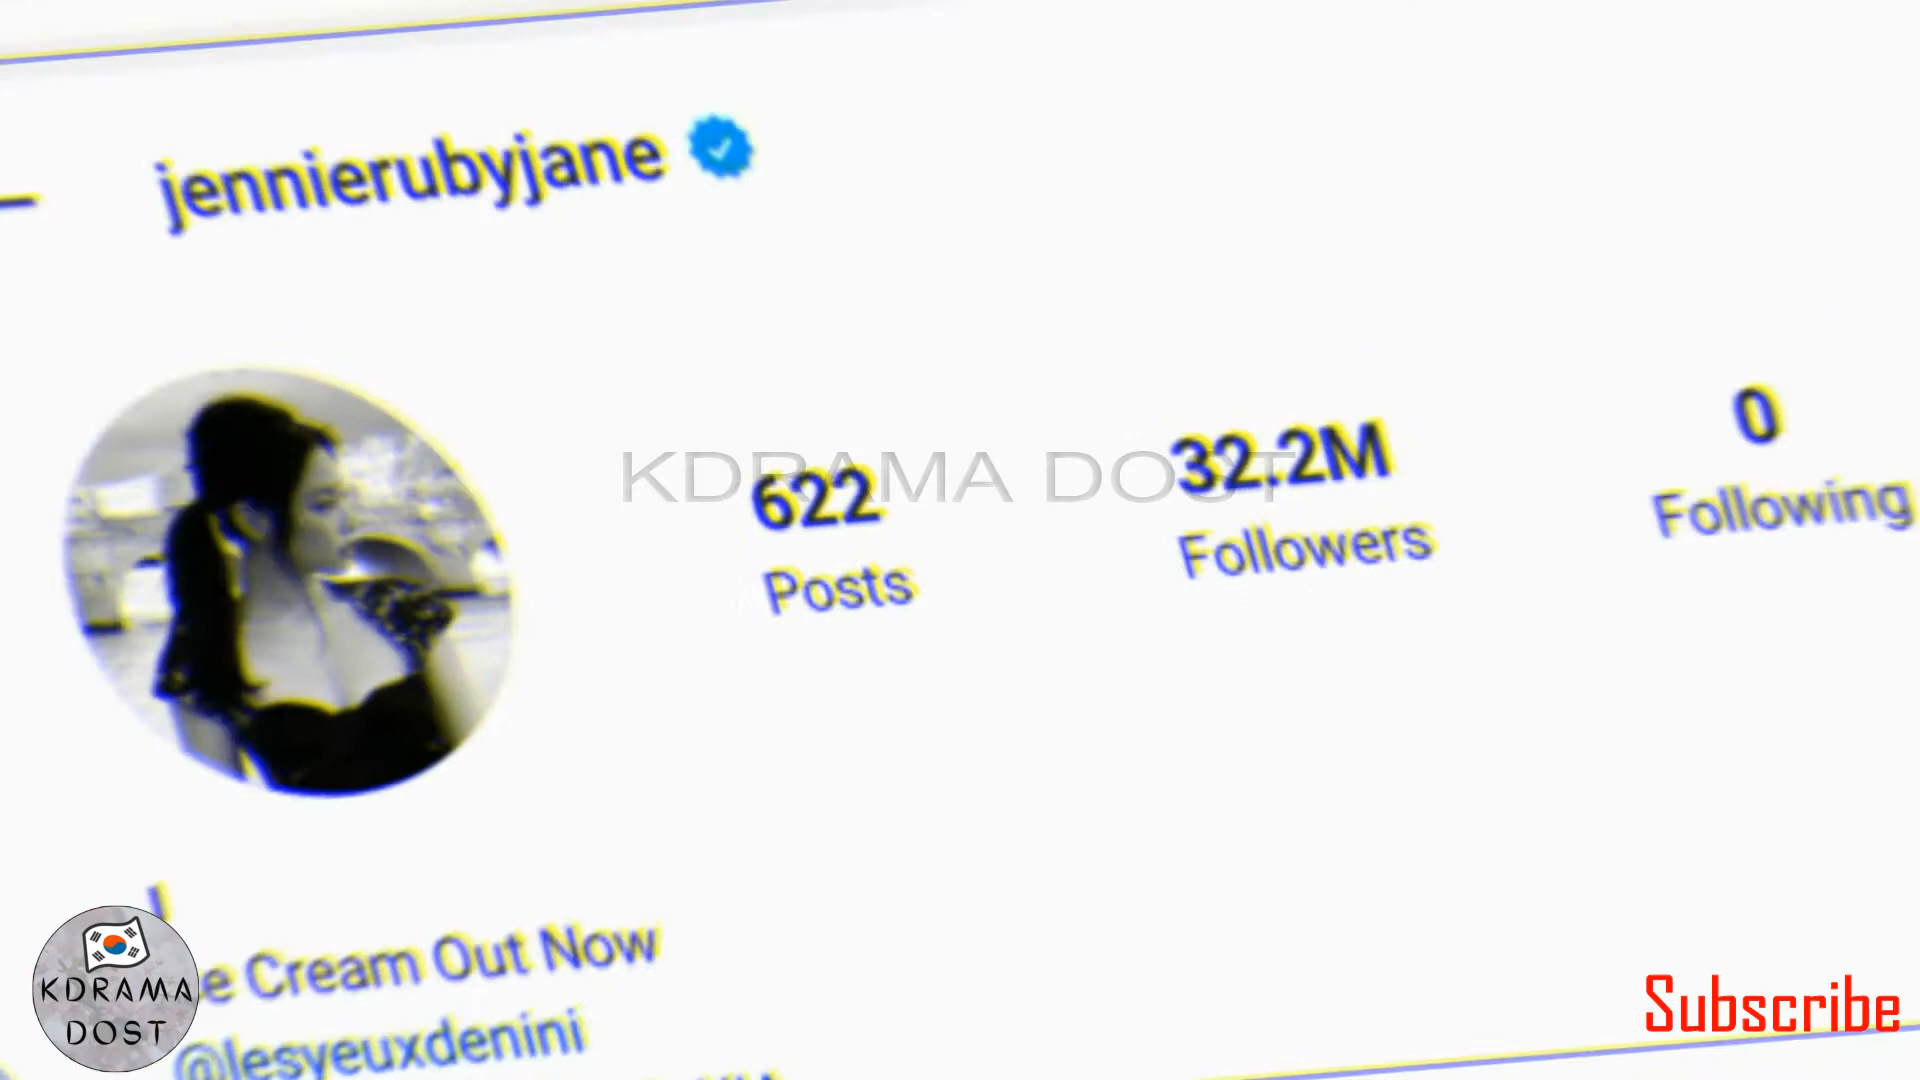 jennierubyjane
KDRAMA DOST
622
Posts
32.2M
Followers
0
Following
e Cream Out Now
@lesyeuxdenini
KDRAMA
DOST
Subscribe